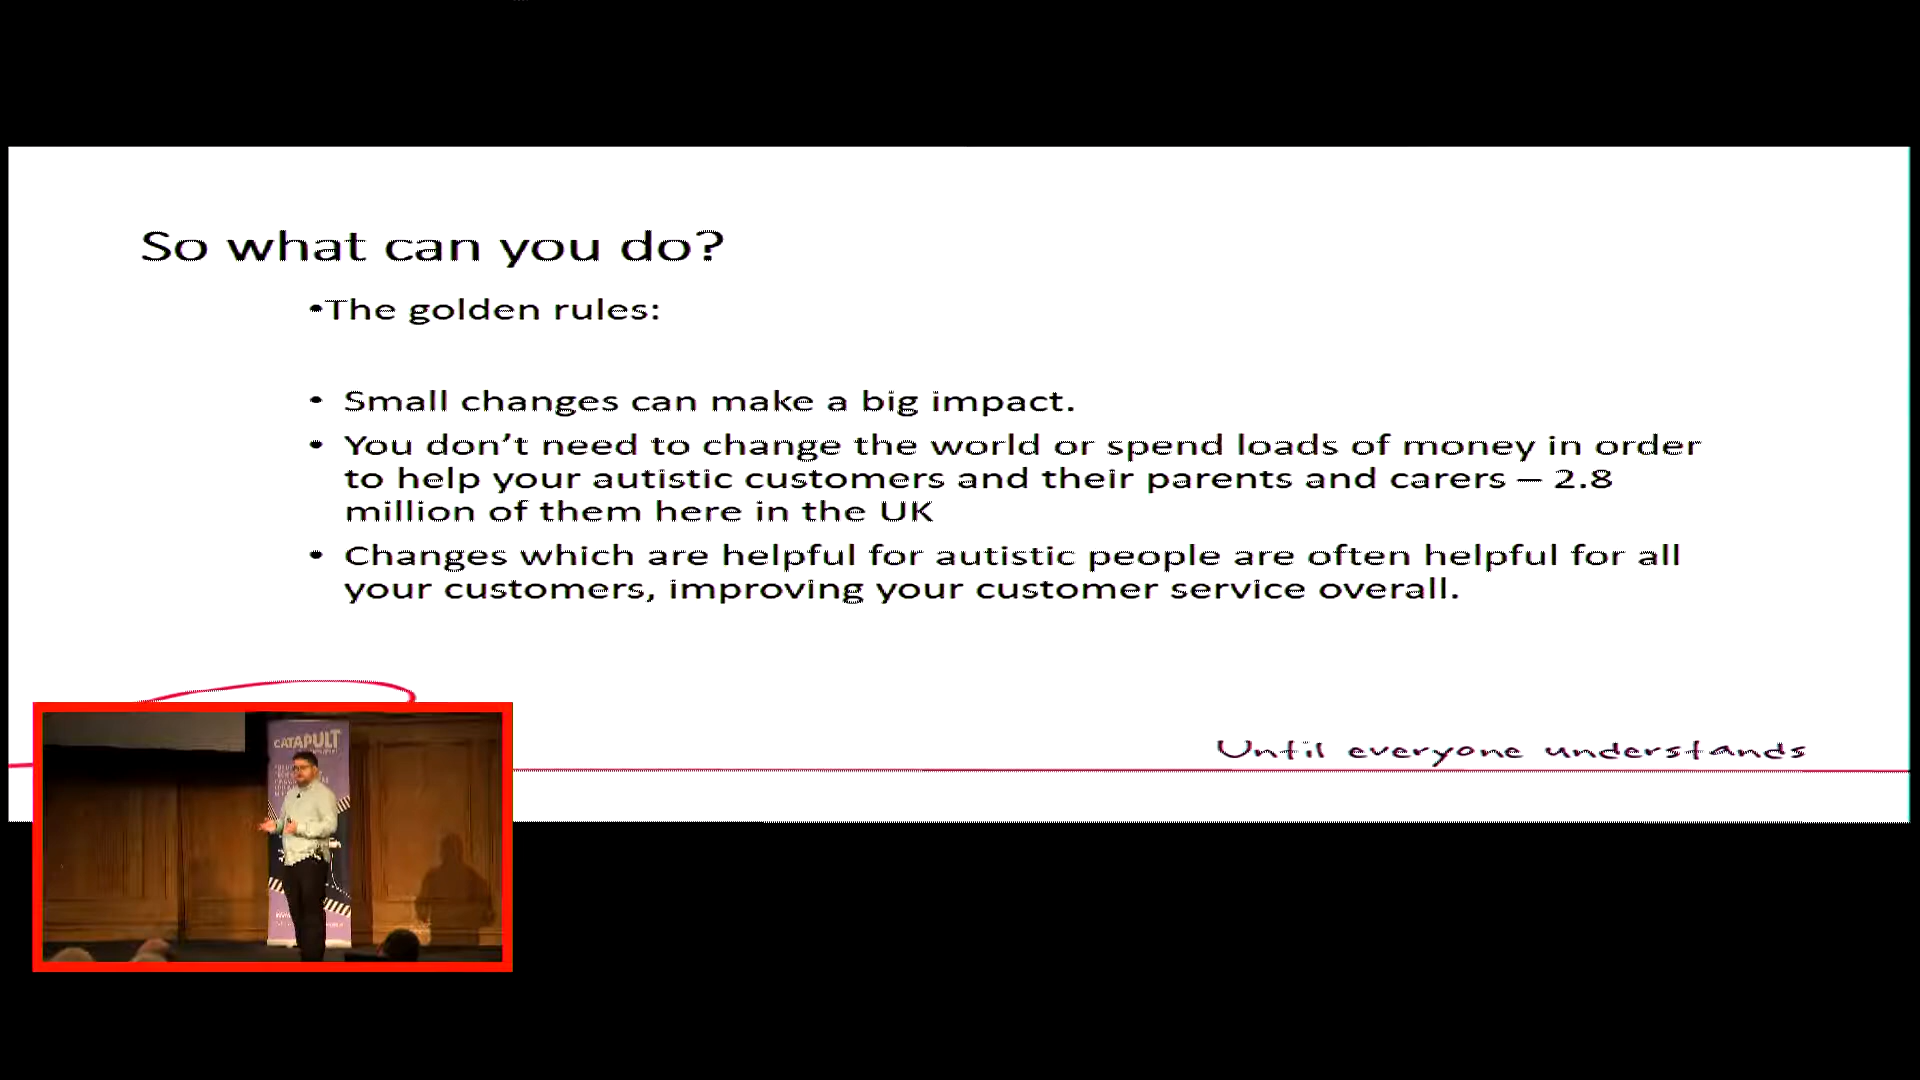 So what can you do?
•The golden rules:
• Small changes can make a big impact.
• You don’t need to change the world or spend loads of money in order
to help your autistic customers and their parents and carers – 2.8
million of them here in the UK
• Changes which are helpful for autistic people are often helpful for all
your customers, improving your customer service overall.
Until everyone understands
CATAPULT